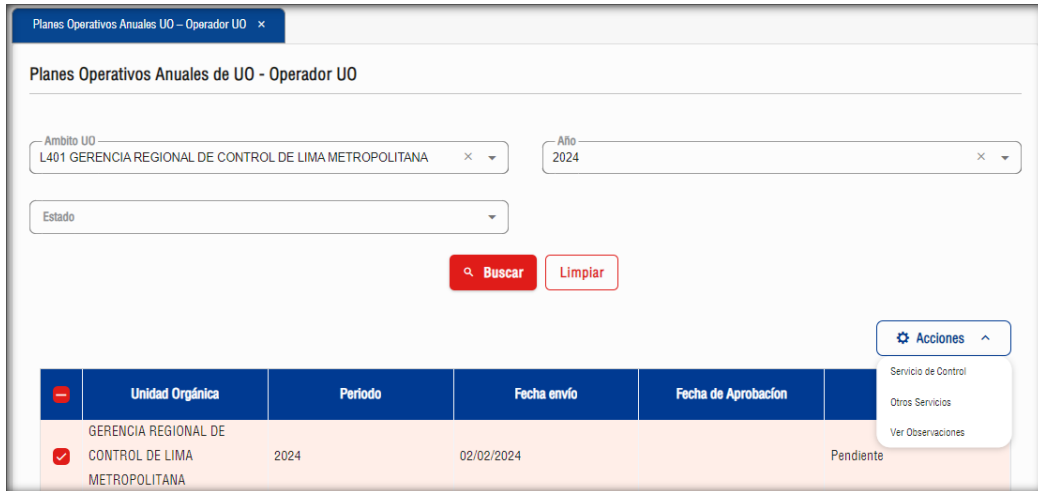 Planes Operativos Anuales UO – Operador UO ×
Planes Operativos Anuales de UO - Operador UO
Ambito UO
L401 GERENCIA REGIONAL DE CONTROL DE LIMA METROPOLITANA ×
Año
2024 ×
Estado
Buscar
Limpiar
Acciones
Servicio de Control
Otros Servicios
Ver Observaciones
Unidad Orgánica
Periodo
Fecha envío
Fecha de Aprobacíon
GERENCIA REGIONAL DE
CONTROL DE LIMA
METROPOLITANA
2024
02/02/2024
Pendiente